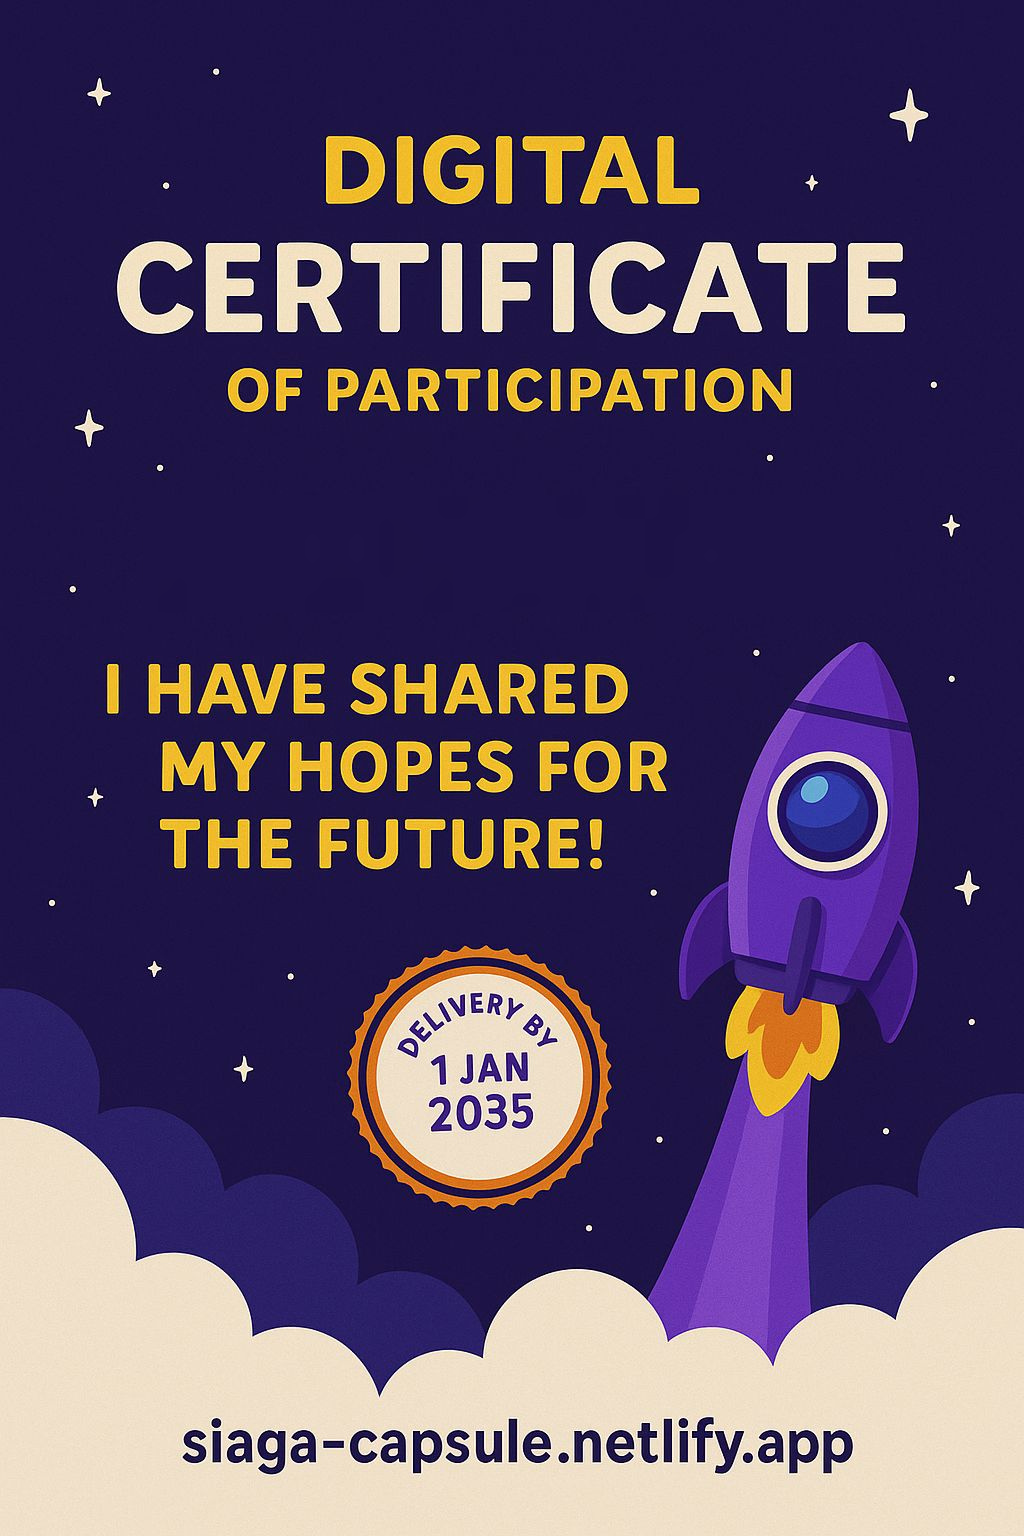 DIGITAL
CERTIFICATE
OF PARTICIPATION
I HAVE SHARED
MY HOPES FOR
THE FUTURE!
DELIVERY BY
1 JAN
2035
siaga-capsule.netlify.app